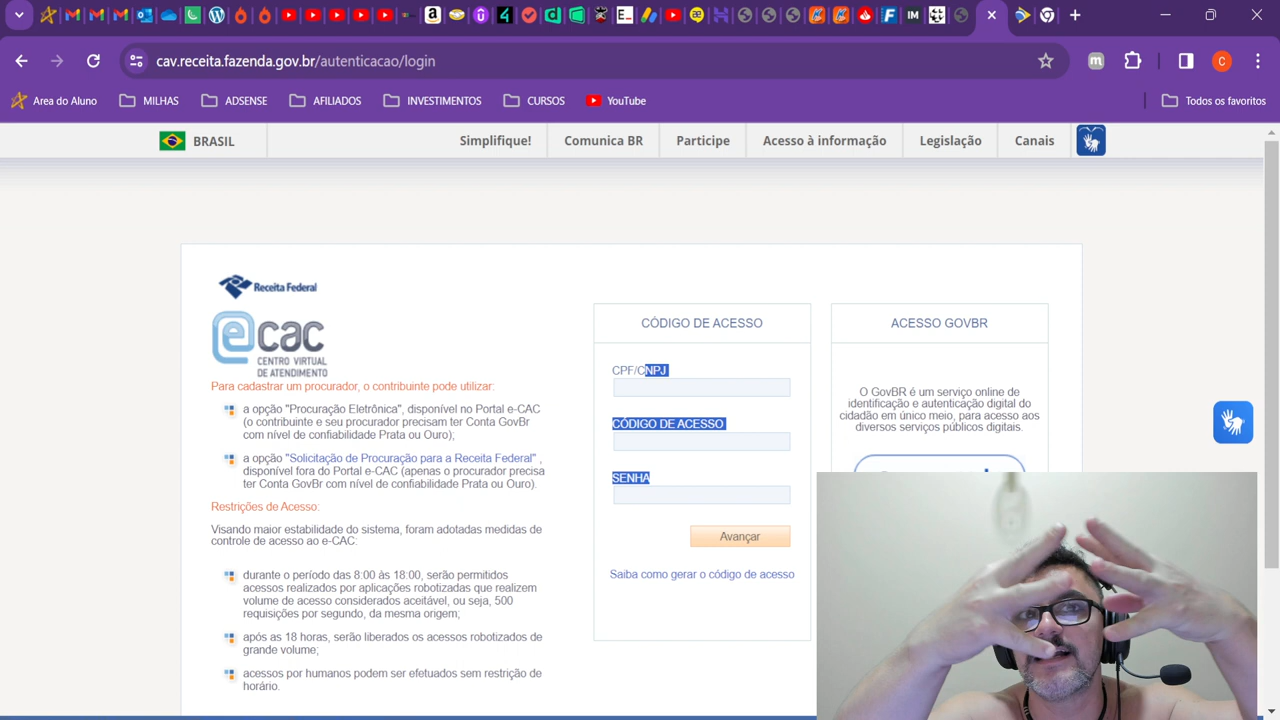 cav.receita.fazenda.gov.br/autenticacao/login
Area do Aluno MILHAS ADSENSE AFILIADOS INVESTIMENTOS CURSOS YouTube Todos os favoritos
BRASIL Simplifique! Comunica BR Participe Acesso à informação Legislação Canais
Receita Federal
ecac
CENTRO VIRTUAL
DE ATENDIMENTO
Para cadastrar um procurador, o contribuinte pode utilizar:
a opção "Procuração Eletrônica", disponível no Portal e-CAC
(o contribuinte e seu procurador precisam ter Conta GovBr
com nível de confiabilidade Prata ou Ouro);
a opção "Solicitação de Procuração para a Receita Federal" ,
disponível fora do Portal e-CAC (apenas o procurador precisa
ter Conta GovBr com nível de confiabilidade Prata ou Ouro).
Restrições de Acesso:
Visando maior estabilidade do sistema, foram adotadas medidas de
controle de acesso ao e-CAC:
durante o período das 8:00 às 18:00, serão permitidos
acessos realizados por aplicações robotizadas que realizem
volume de acesso considerados aceitável, ou seja, 500
requisições por segundo, da mesma origem;
após as 18 horas, serão liberados os acessos robotizados de
grande volume;
acessos por humanos podem ser efetuados sem restrição de
horário.
CÓDIGO DE ACESSO
CPF/CNPJ
CÓDIGO DE ACESSO
SENHA
Avançar
Saiba como gerar o código de acesso
ACESSO GOVBR
O GovBR é um serviço online de
identificação e autenticação digital do
cidadão em único meio, para acesso aos
diversos serviços públicos digitais.